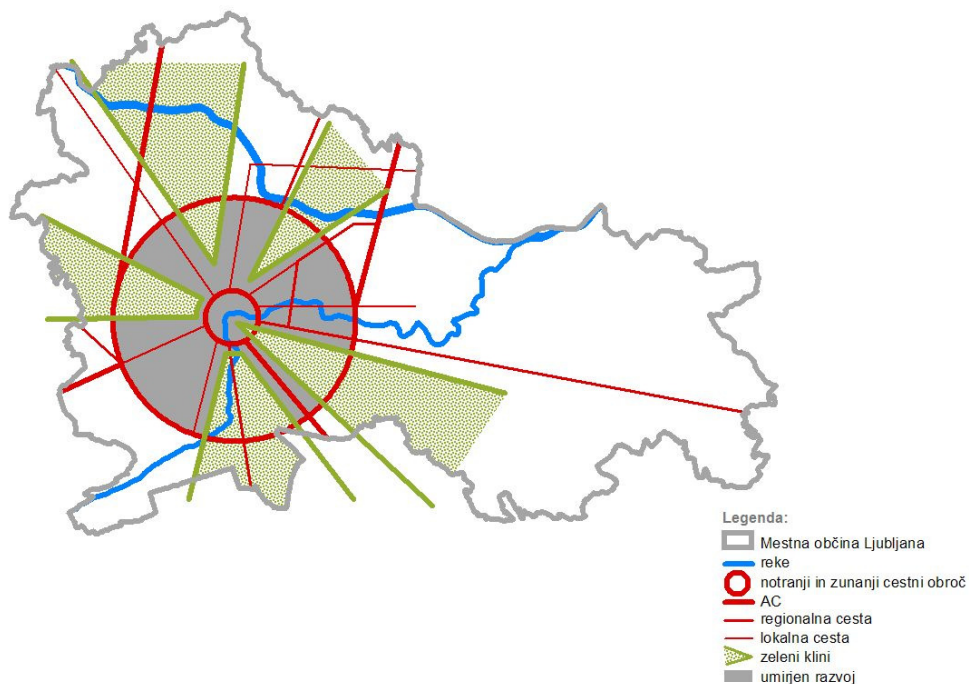 Legenda:
Mestna občina Ljubljana
reke
notranji in zunanji cestni obroč
AC
regionalna cesta
lokalna cesta
zeleni klini
umirjen razvoj